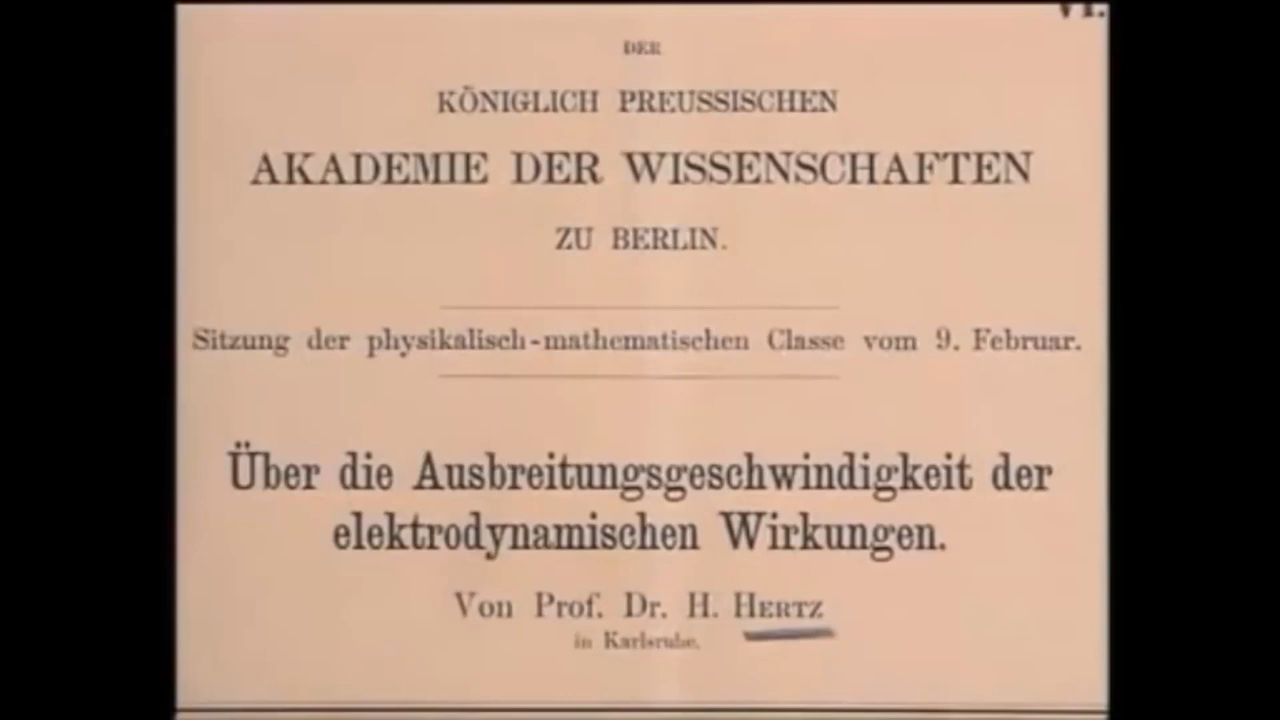 VI.
DER
KÖNIGLICH PREUSSISCHEN
AKADEMIE DER WISSENSCHAFTEN
ZU BERLIN.
Sitzung der physikalisch-mathematischen Classe vom 9. Februar.
Über die Ausbreitungsgeschwindigkeit der
elektrodynamischen Wirkungen.
Von Prof. Dr. H. HERTZ
in Karlsruhe.